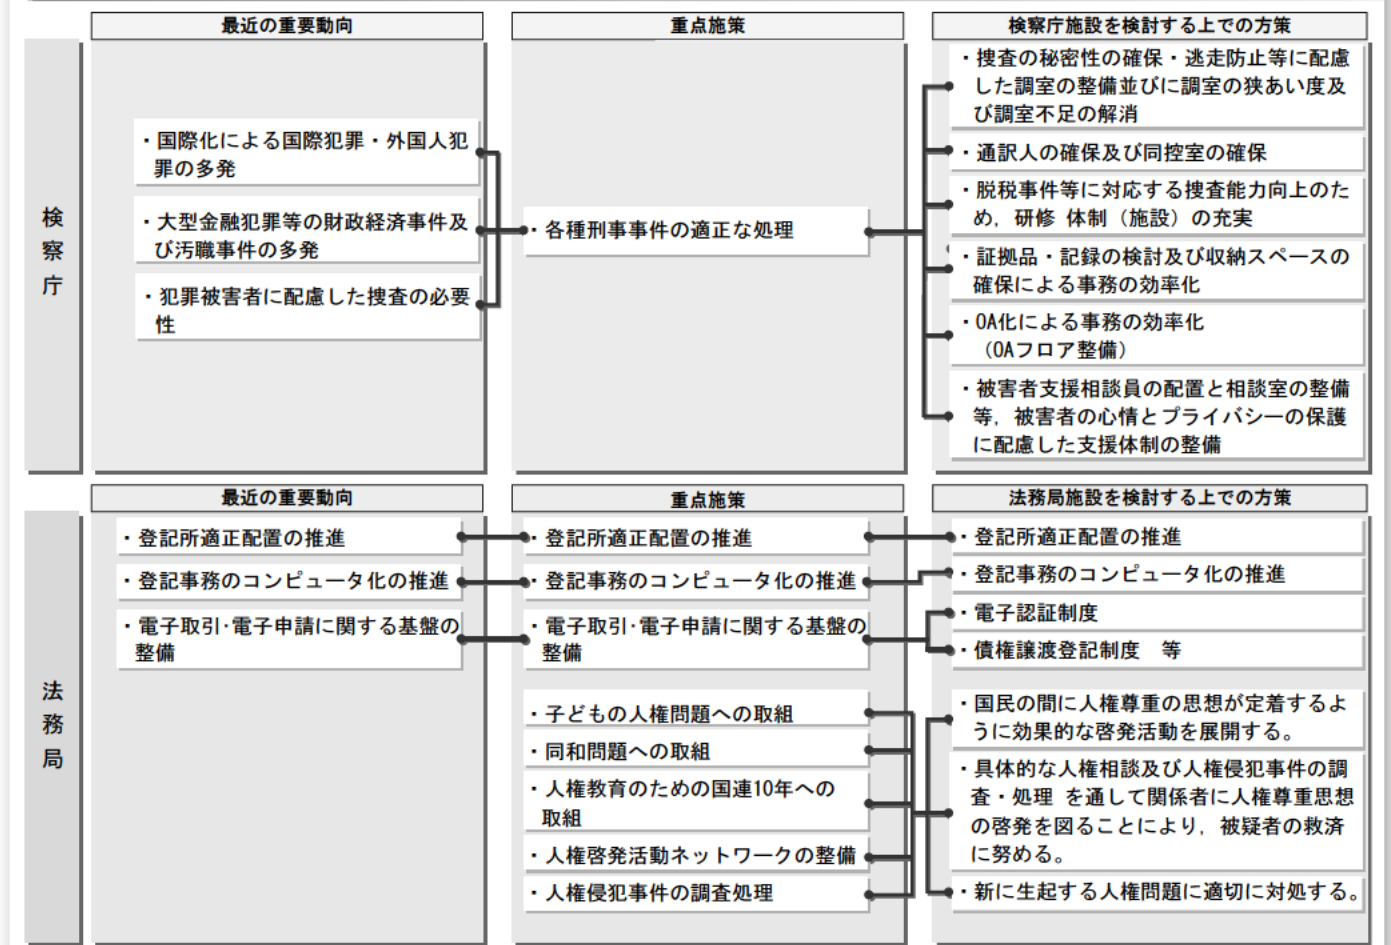 最近の重要動向
重点施策
検察庁施設を検討する上での方策
検察庁
・国際化による国際犯罪・外国人犯
罪の多発
・大型金融犯罪等の財政経済事件及
び汚職事件の多発
・犯罪被害者に配慮した捜査の必要
性
・各種刑事事件の適正な処理
・捜査の秘密性の確保・逃走防止等に配慮
した調室の整備並びに調室の狭あい度及
び調室不足の解消
・通訳人の確保及び同控室の確保
・脱税事件等に対応する捜査能力向上のた
め，研修 体制（施設）の充実
・証拠品・記録の検討及び収納スペースの
確保による事務の効率化
・OA化による事務の効率化
（OAフロア整備）
・被害者支援相談員の配置と相談室の整備
等，被害者の心情とプライバシーの保護
に配慮した支援体制の整備
最近の重要動向
重点施策
法務局施設を検討する上での方策
法務局
・登記所適正配置の推進
・登記事務のコンピュータ化の推進
・電子取引･電子申請に関する基盤の
整備
・登記所適正配置の推進
・登記事務のコンピュータ化の推進
・電子取引･電子申請に関する基盤の
整備
・子どもの人権問題への取組
・同和問題への取組
・人権教育のための国連10年への
取組
・人権啓発活動ネットワークの整備
・人権侵犯事件の調査処理
・登記所適正配置の推進
・登記事務のコンピュータ化の推進
・電子認証制度
・債権譲渡登記制度　等
・国民の間に人権尊重の思想が定着するよ
うに効果的な啓発活動を展開する。
・具体的な人権相談及び人権侵犯事件の調
査・処理 を通して関係者に人権尊重思想
の啓発を図ることにより，被疑者の救済
に努める。
・新に生起する人権問題に適切に対処する。